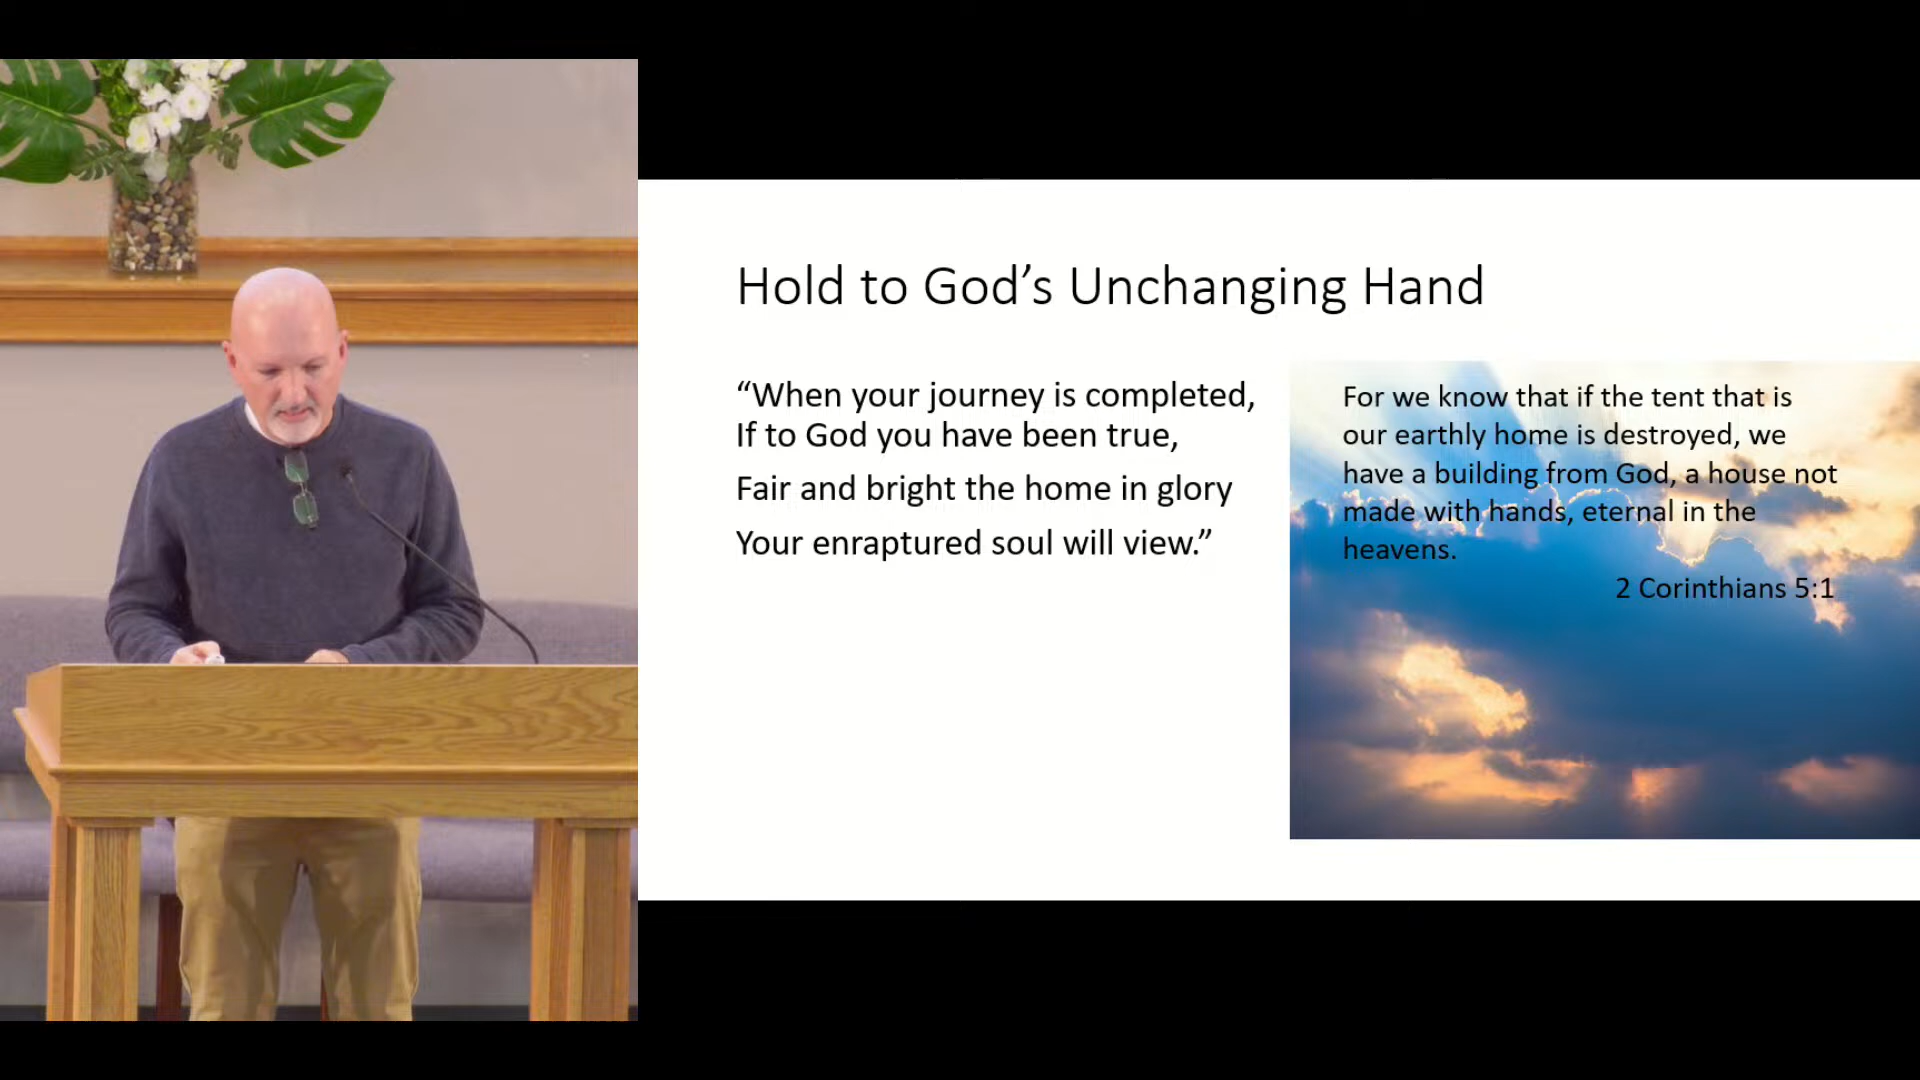 Hold to God’s Unchanging Hand
“When your journey is completed,
If to God you have been true,
Fair and bright the home in glory
Your enraptured soul will view.”
For we know that if the tent that is
our earthly home is destroyed, we
have a building from God, a house not
made with hands, eternal in the
heavens.
2 Corinthians 5:1